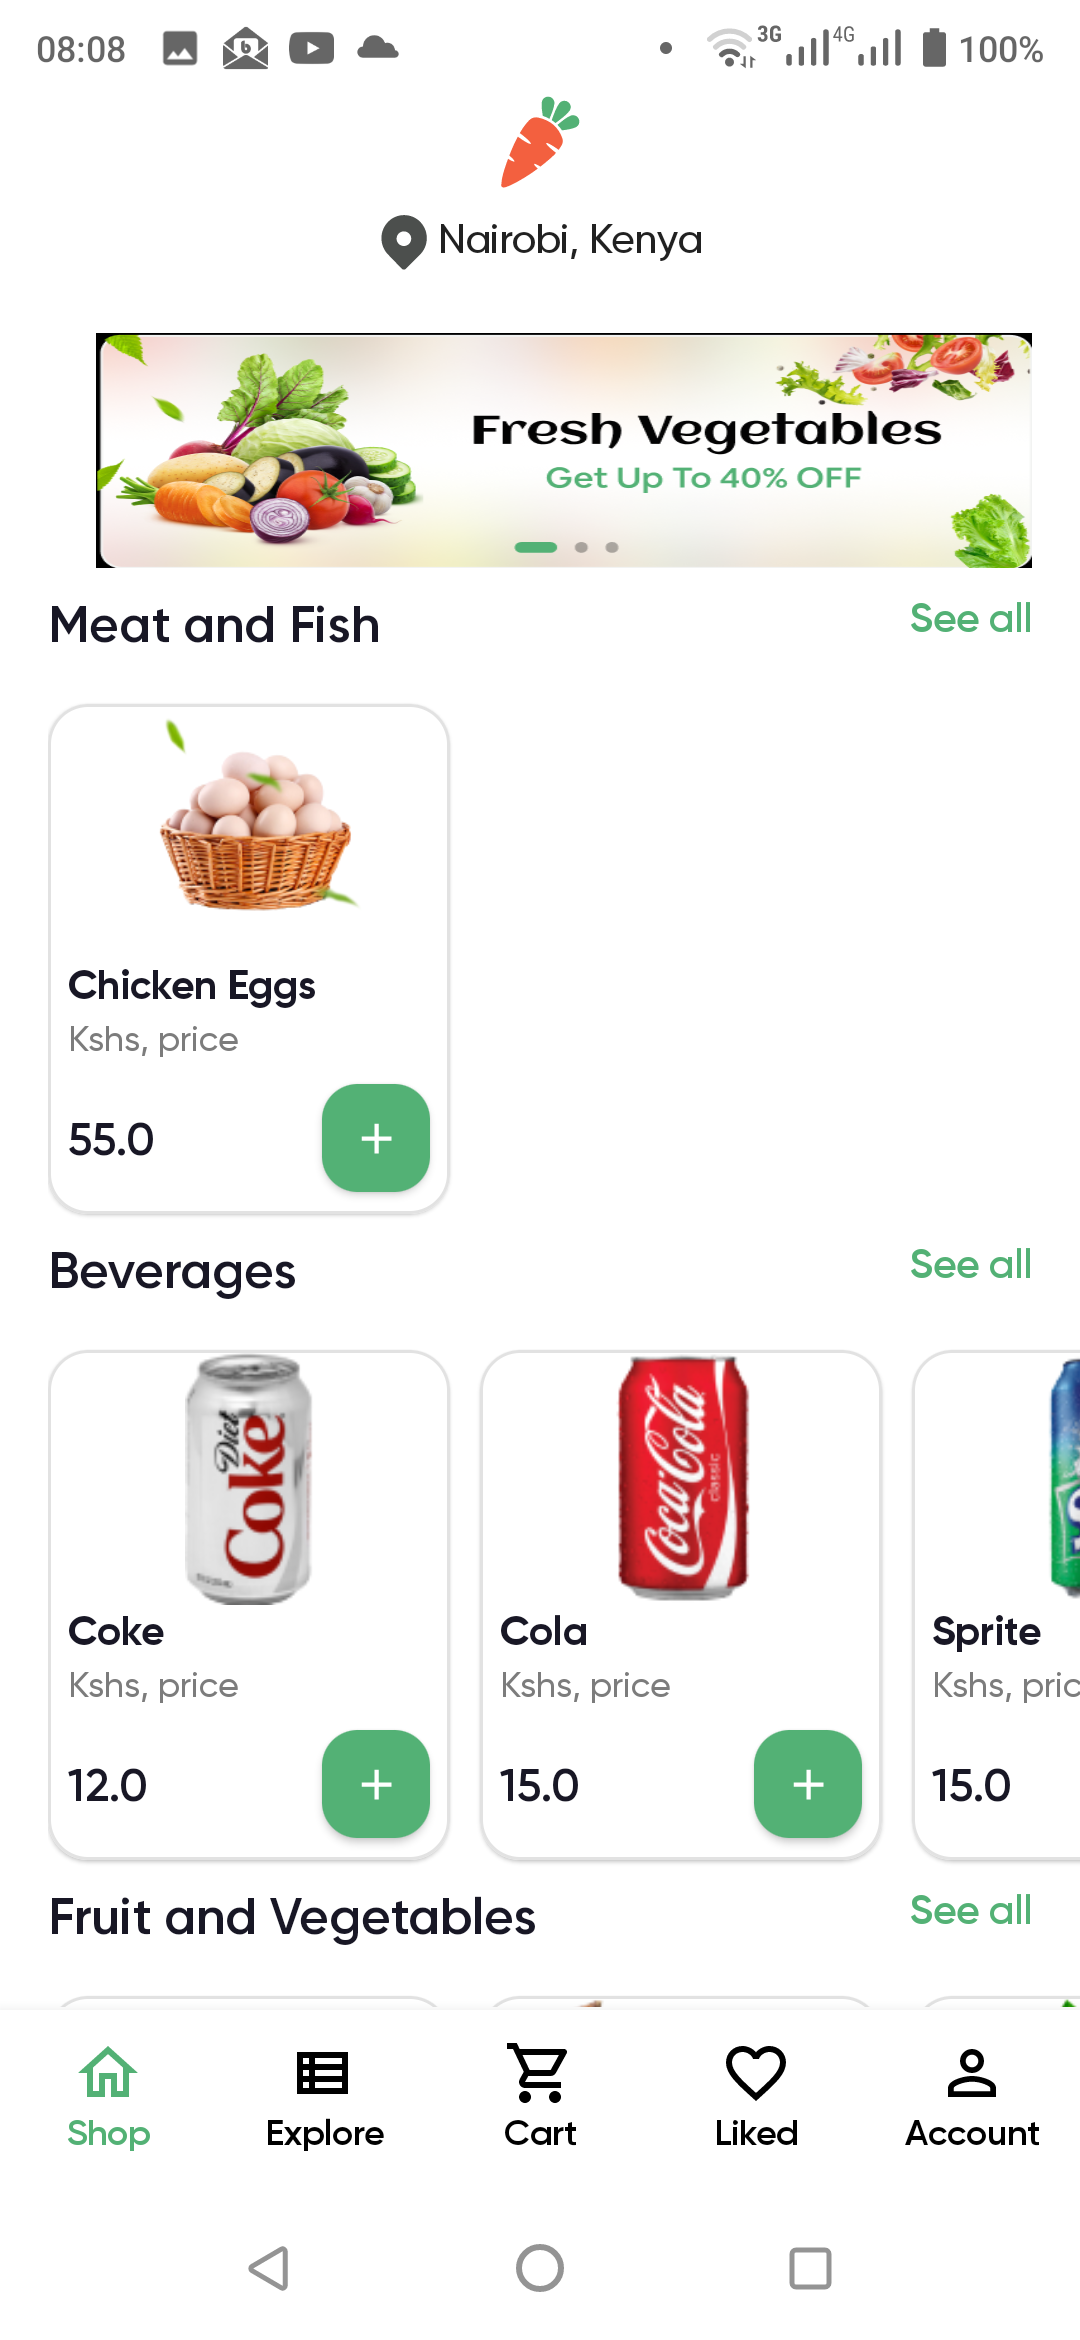 08:08
3G
4G
100%
Nairobi, Kenya
Fresh Vegetables
Get Up To 40% OFF
Meat and Fish
See all
Chicken Eggs
Kshs, price
55.0
Beverages
See all
Diet
Coke
Coca-Cola
classic
Coke
Cola
Sprite
Kshs, price
Kshs, price
Kshs, pric
12.0
15.0
15.0
Fruit and Vegetables
See all
Shop
Explore
Cart
Liked
Account